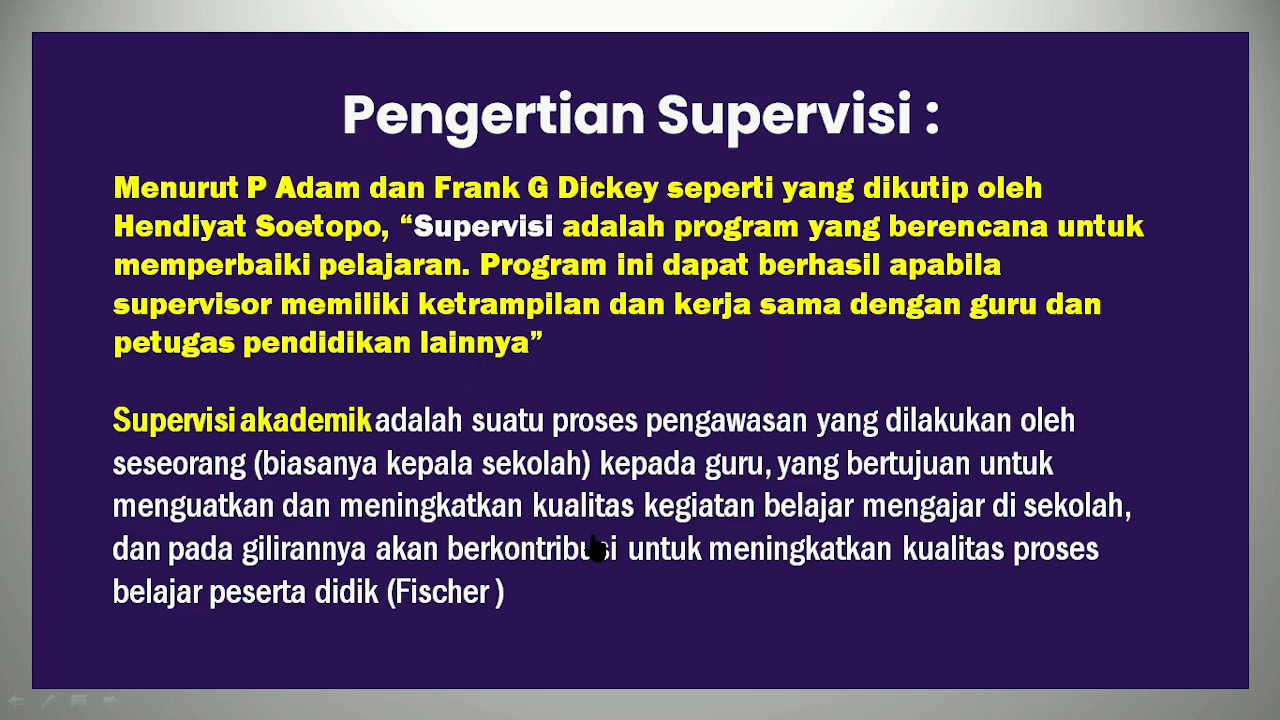 Pengertian Supervisi :
Menurut P Adam dan Frank G Dickey seperti yang dikutip oleh
Hendiyat Soetopo, “Supervisi adalah program yang berencana untuk
memperbaiki pelajaran. Program ini dapat berhasil apabila
supervisor memiliki ketrampilan dan kerja sama dengan guru dan
petugas pendidikan lainnya”
Supervisi akademik adalah suatu proses pengawasan yang dilakukan oleh
seseorang (biasanya kepala sekolah) kepada guru, yang bertujuan untuk
menguatkan dan meningkatkan kualitas kegiatan belajar mengajar di sekolah,
dan pada gilirannya akan berkontribusi untuk meningkatkan kualitas proses
belajar peserta didik (Fischer )